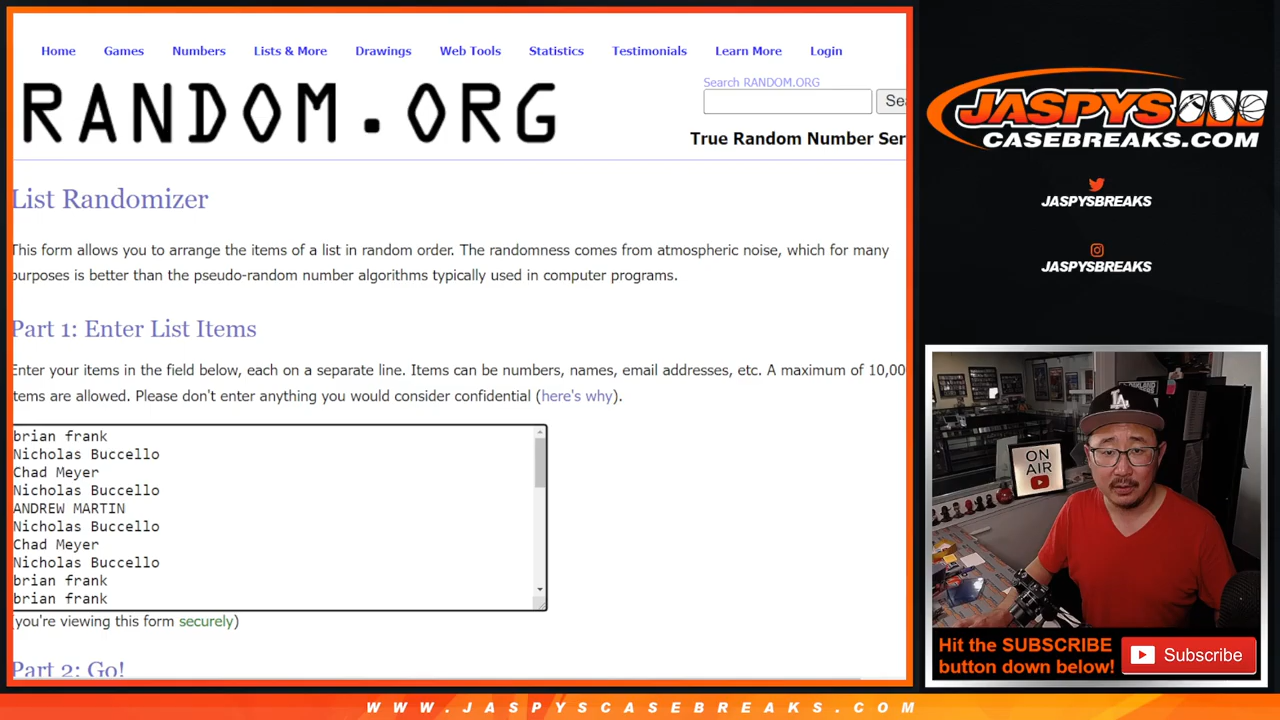 Home Games Numbers Lists & More Drawings Web Tools Statistics Testimonials Learn More Login
RANDOM.ORG
Search RANDOM.ORG
True Random Number Ser
List Randomizer
This form allows you to arrange the items of a list in random order. The randomness comes from atmospheric noise, which for many
purposes is better than the pseudo-random number algorithms typically used in computer programs.
Part 1: Enter List Items
Enter your items in the field below, each on a separate line. Items can be numbers, names, email addresses, etc. A maximum of 10,00
items are allowed. Please don't enter anything you would consider confidential (here's why).
brian frank
Nicholas Buccello
Chad Meyer
Nicholas Buccello
ANDREW MARTIN
Nicholas Buccello
Chad Meyer
Nicholas Buccello
brian frank
brian frank
(you're viewing this form securely)
Part 2: Go!
JASPYS
CASEBREAKS.COM
JASPYSBREAKS
JASPYSBREAKS
LA
ON
AIR
Hit the SUBSCRIBE
button down below!
Subscribe
WWW.JASPYSCASEBREAKS.COM